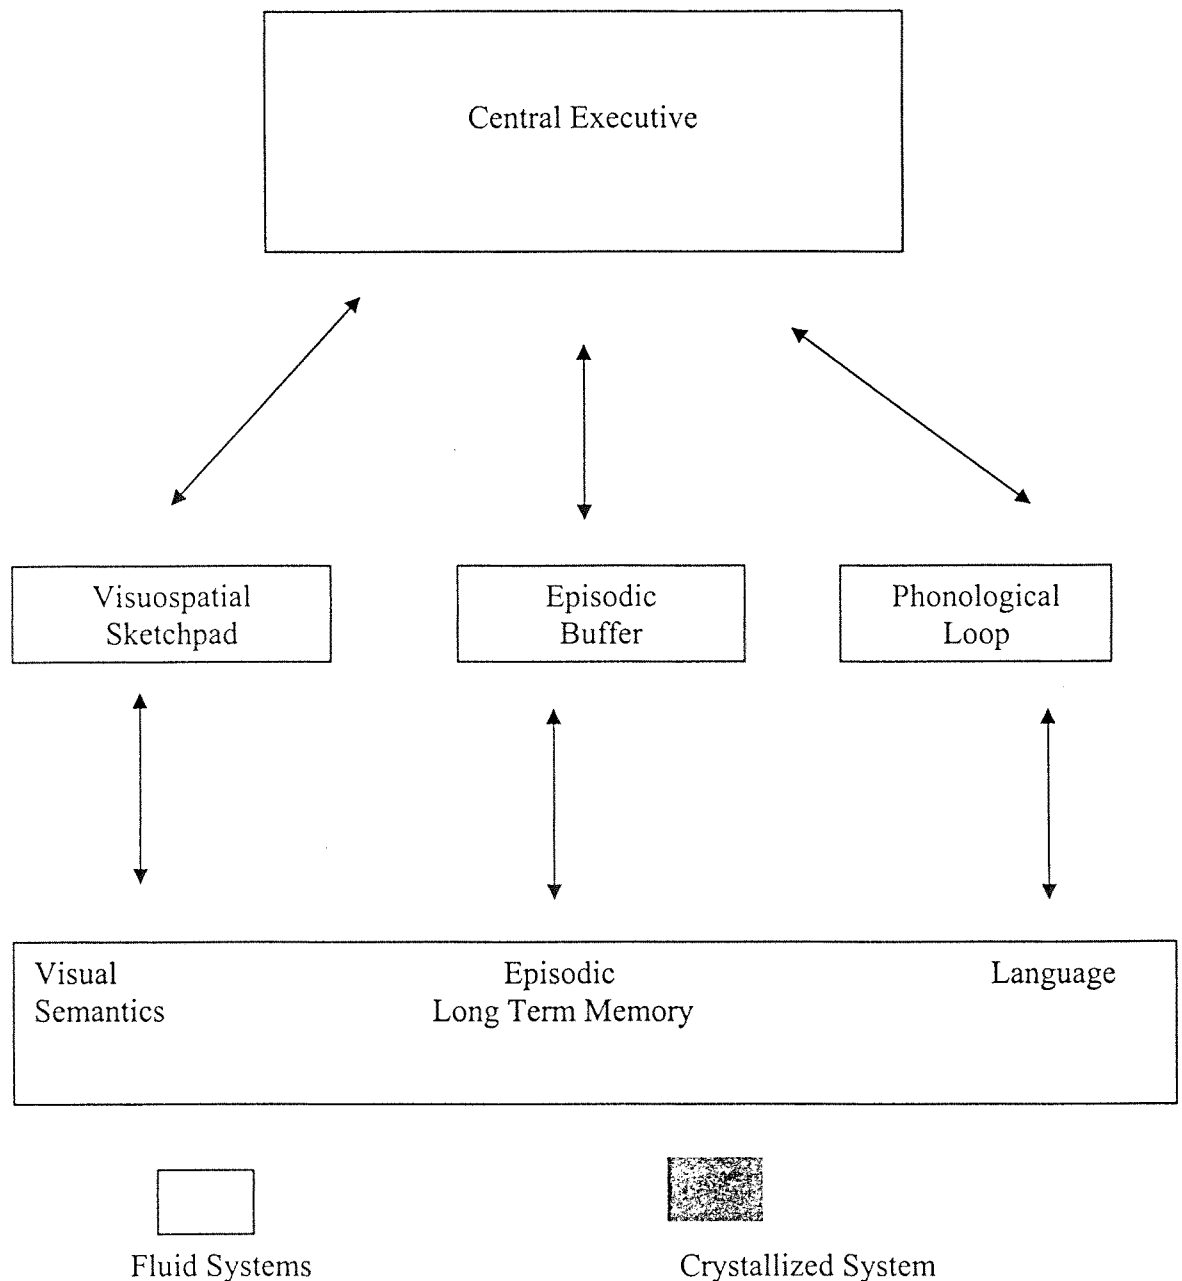 Central Executive
Visuospatial
Sketchpad
Episodic
Buffer
Phonological
Loop
Visual
Semantics
Episodic
Long Term Memory
Language
Fluid Systems
Crystallized System